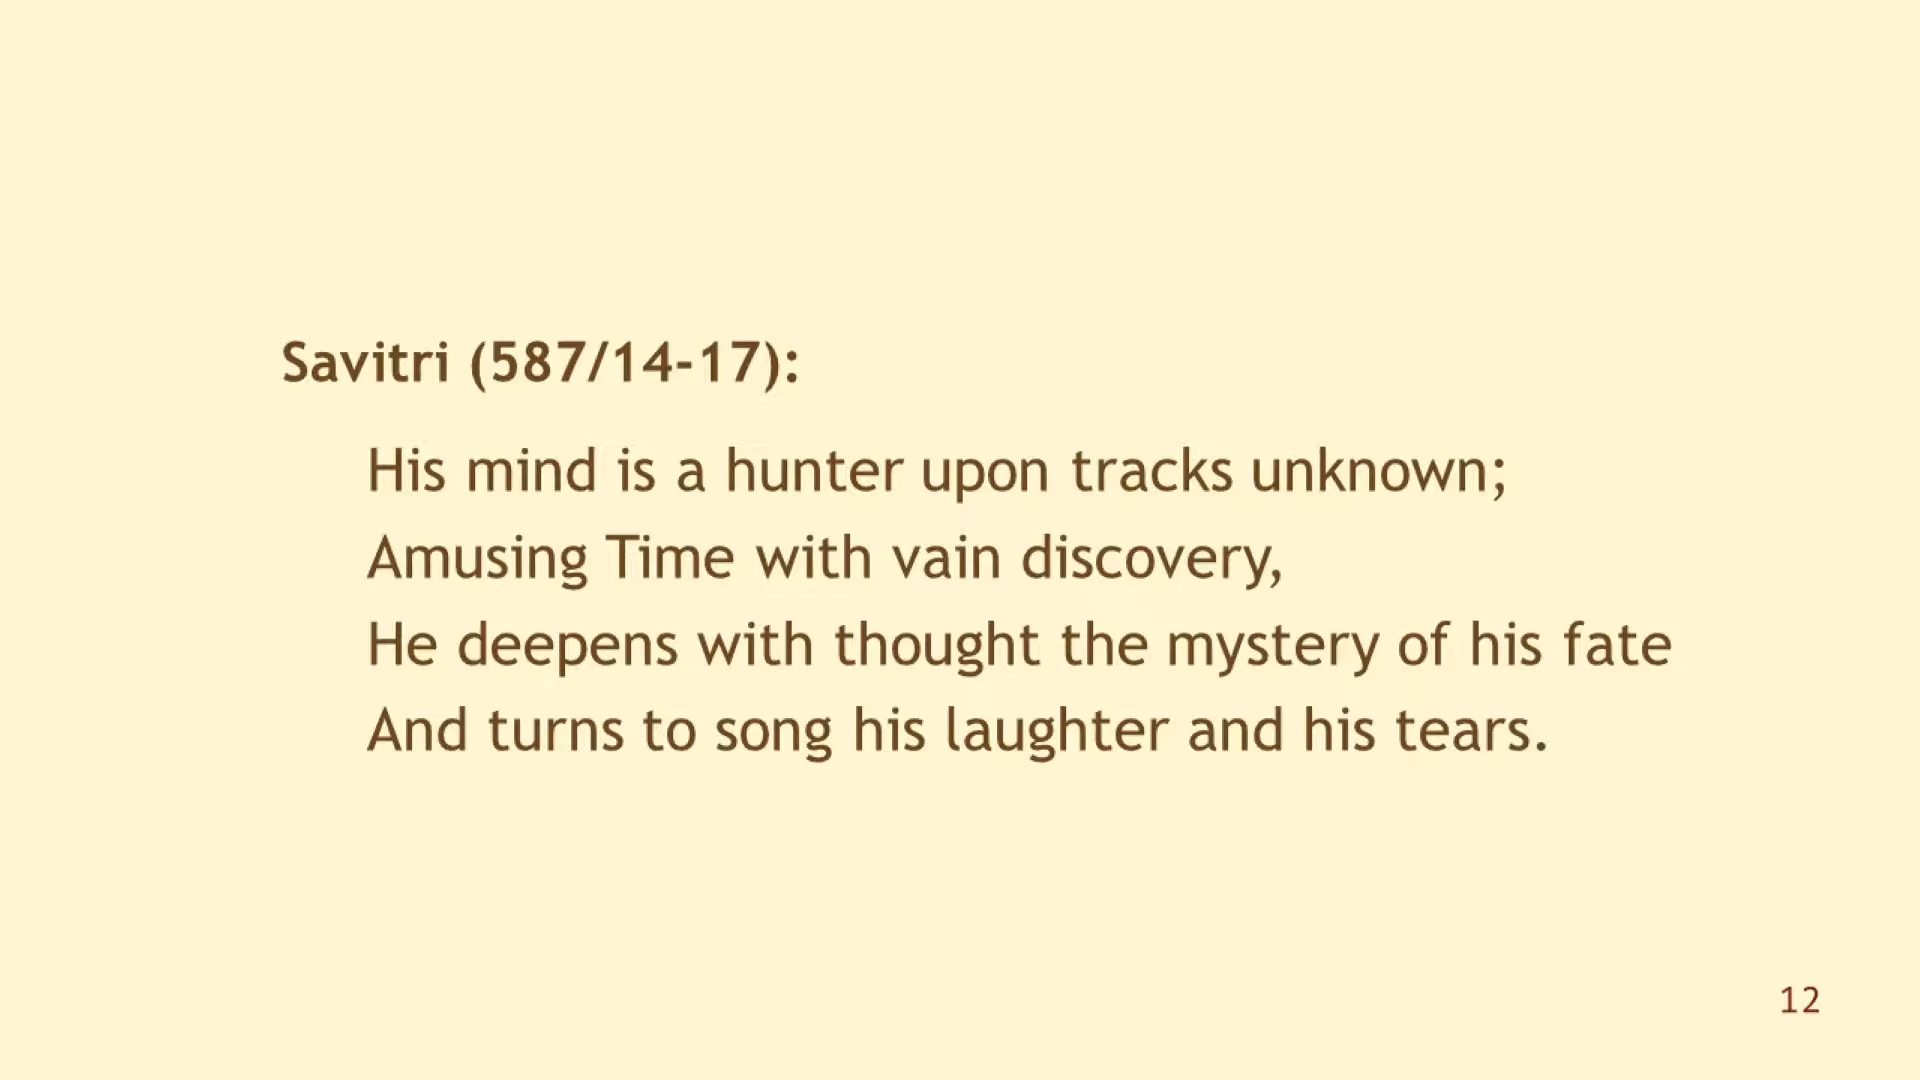 Savitri (587/14-17):
His mind is a hunter upon tracks unknown;
Amusing Time with vain discovery,
He deepens with thought the mystery of his fate
And turns to song his laughter and his tears.
12